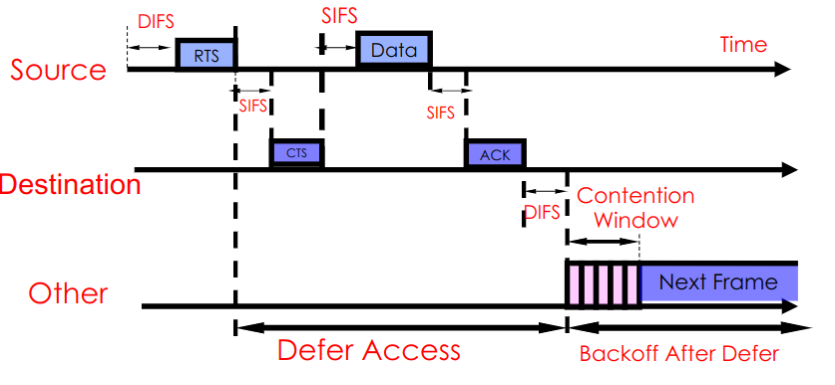 DIFS
SIFS
RTS
Data
Time
Source
SIFS
SIFS
CTS
ACK
Destination
DIFS
Contention
Window
Other
Next Frame
Defer Access
Backoff After Defer